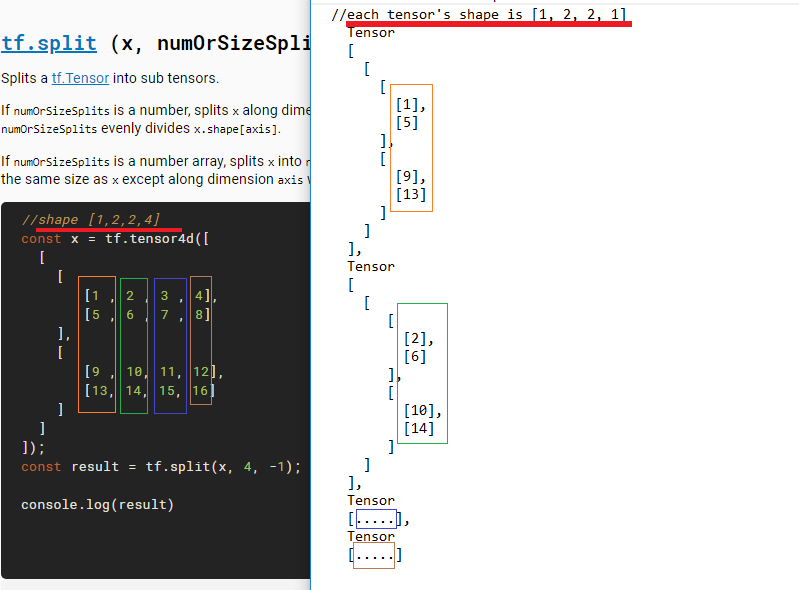 tf.split (x, numOrSizeSpli
Splits a tf.Tensor into sub tensors.
If numOrSizeSplits is a number, splits x along dime
numOrSizeSplits evenly divides x.shape[axis].
If numOrSizeSplits is a number array, splits x into
the same size as x except along dimension axis
//shape [1,2,2,4]
const x = tf.tensor4d([
[
[
[1 , 2 , 3 , 4],
[5 , 6 , 7 , 8]
],
[
[9 , 10, 11, 12],
[13, 14, 15, 16]
]
]
]);
const result = tf.split(x, 4, -1);
console.log(result)
//each tensor's shape is [1, 2, 2, 1]
Tensor
[
[
[
[1],
[5]
],
[
[9],
[13]
]
]
],
Tensor
[
[
[
[2],
[6]
],
[
[10],
[14]
]
]
],
Tensor
[.....],
Tensor
[.....]